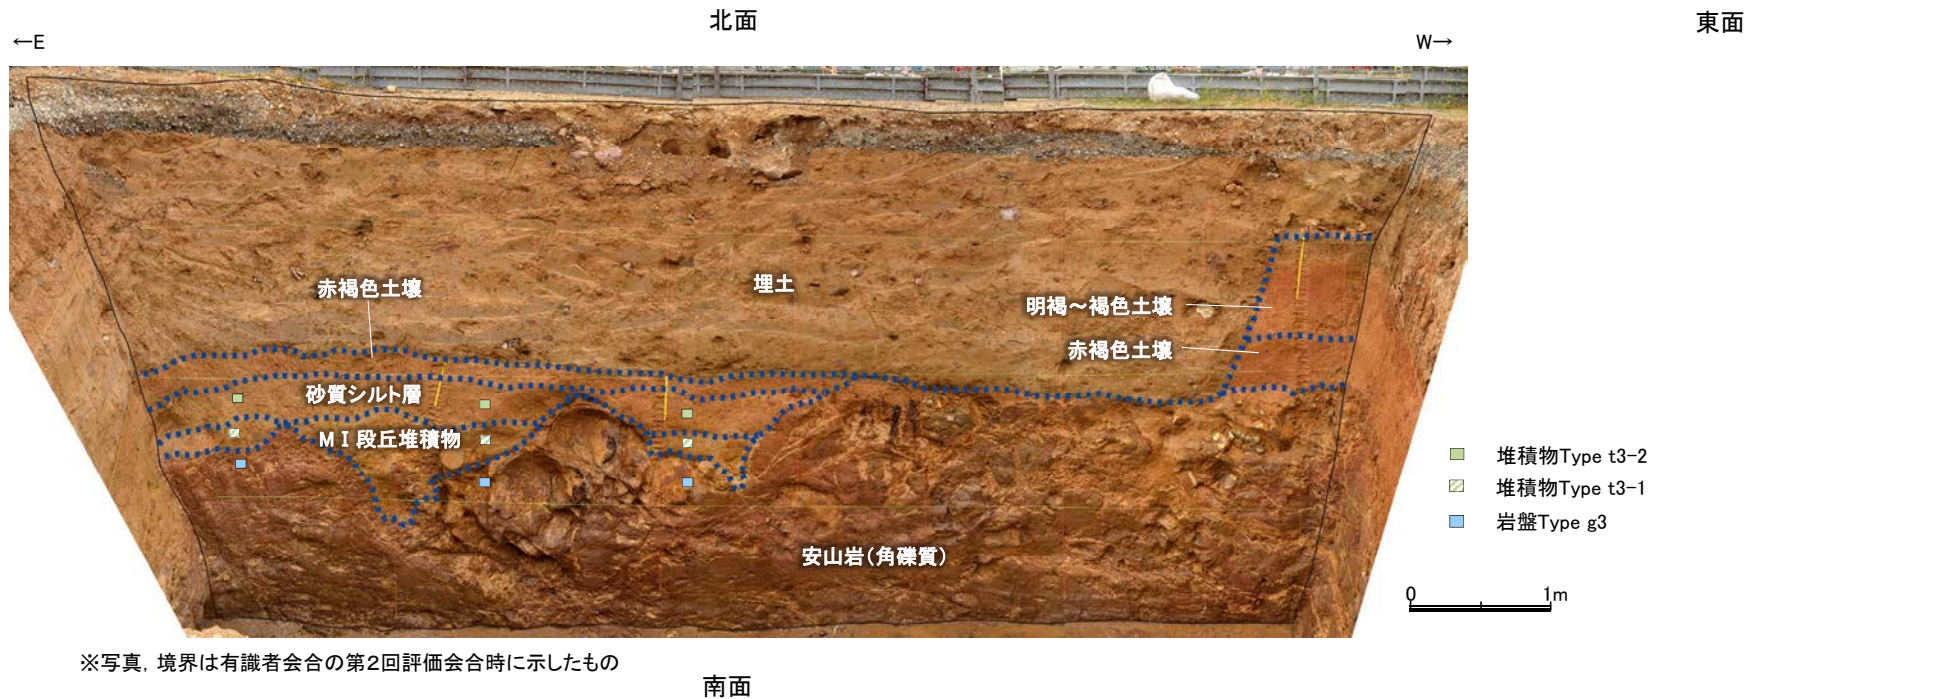 北面
東面
←E
W→
赤褐色土壌
埋土
明褐～褐色土壌
赤褐色土壌
砂質シルト層
MⅠ段丘堆積物
安山岩（角礫質）
堆積物Type t3-2
堆積物Type t3-1
岩盤Type g3
0 1m
※写真，境界は有識者会合の第２回評価会合時に示したもの
南面